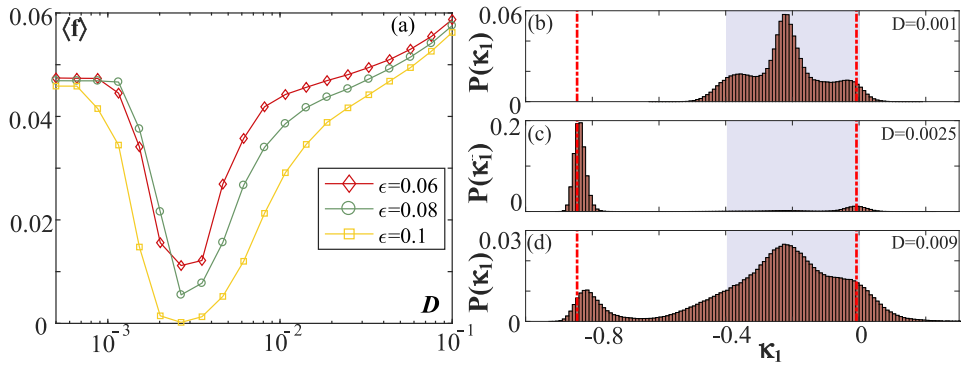 0.06
⟨f⟩
(a)
0.04
0.02
0
ϵ=0.06
ϵ=0.08
ϵ=0.1
D
10⁻³
10⁻²
10⁻¹
0.06
(b)
D=0.001
P(κ₁)
0
0.2
(c)
D=0.0025
P(κ₁)
0
0.03
(d)
D=0.009
P(κ₁)
0
-0.8
-0.4
0
κ₁